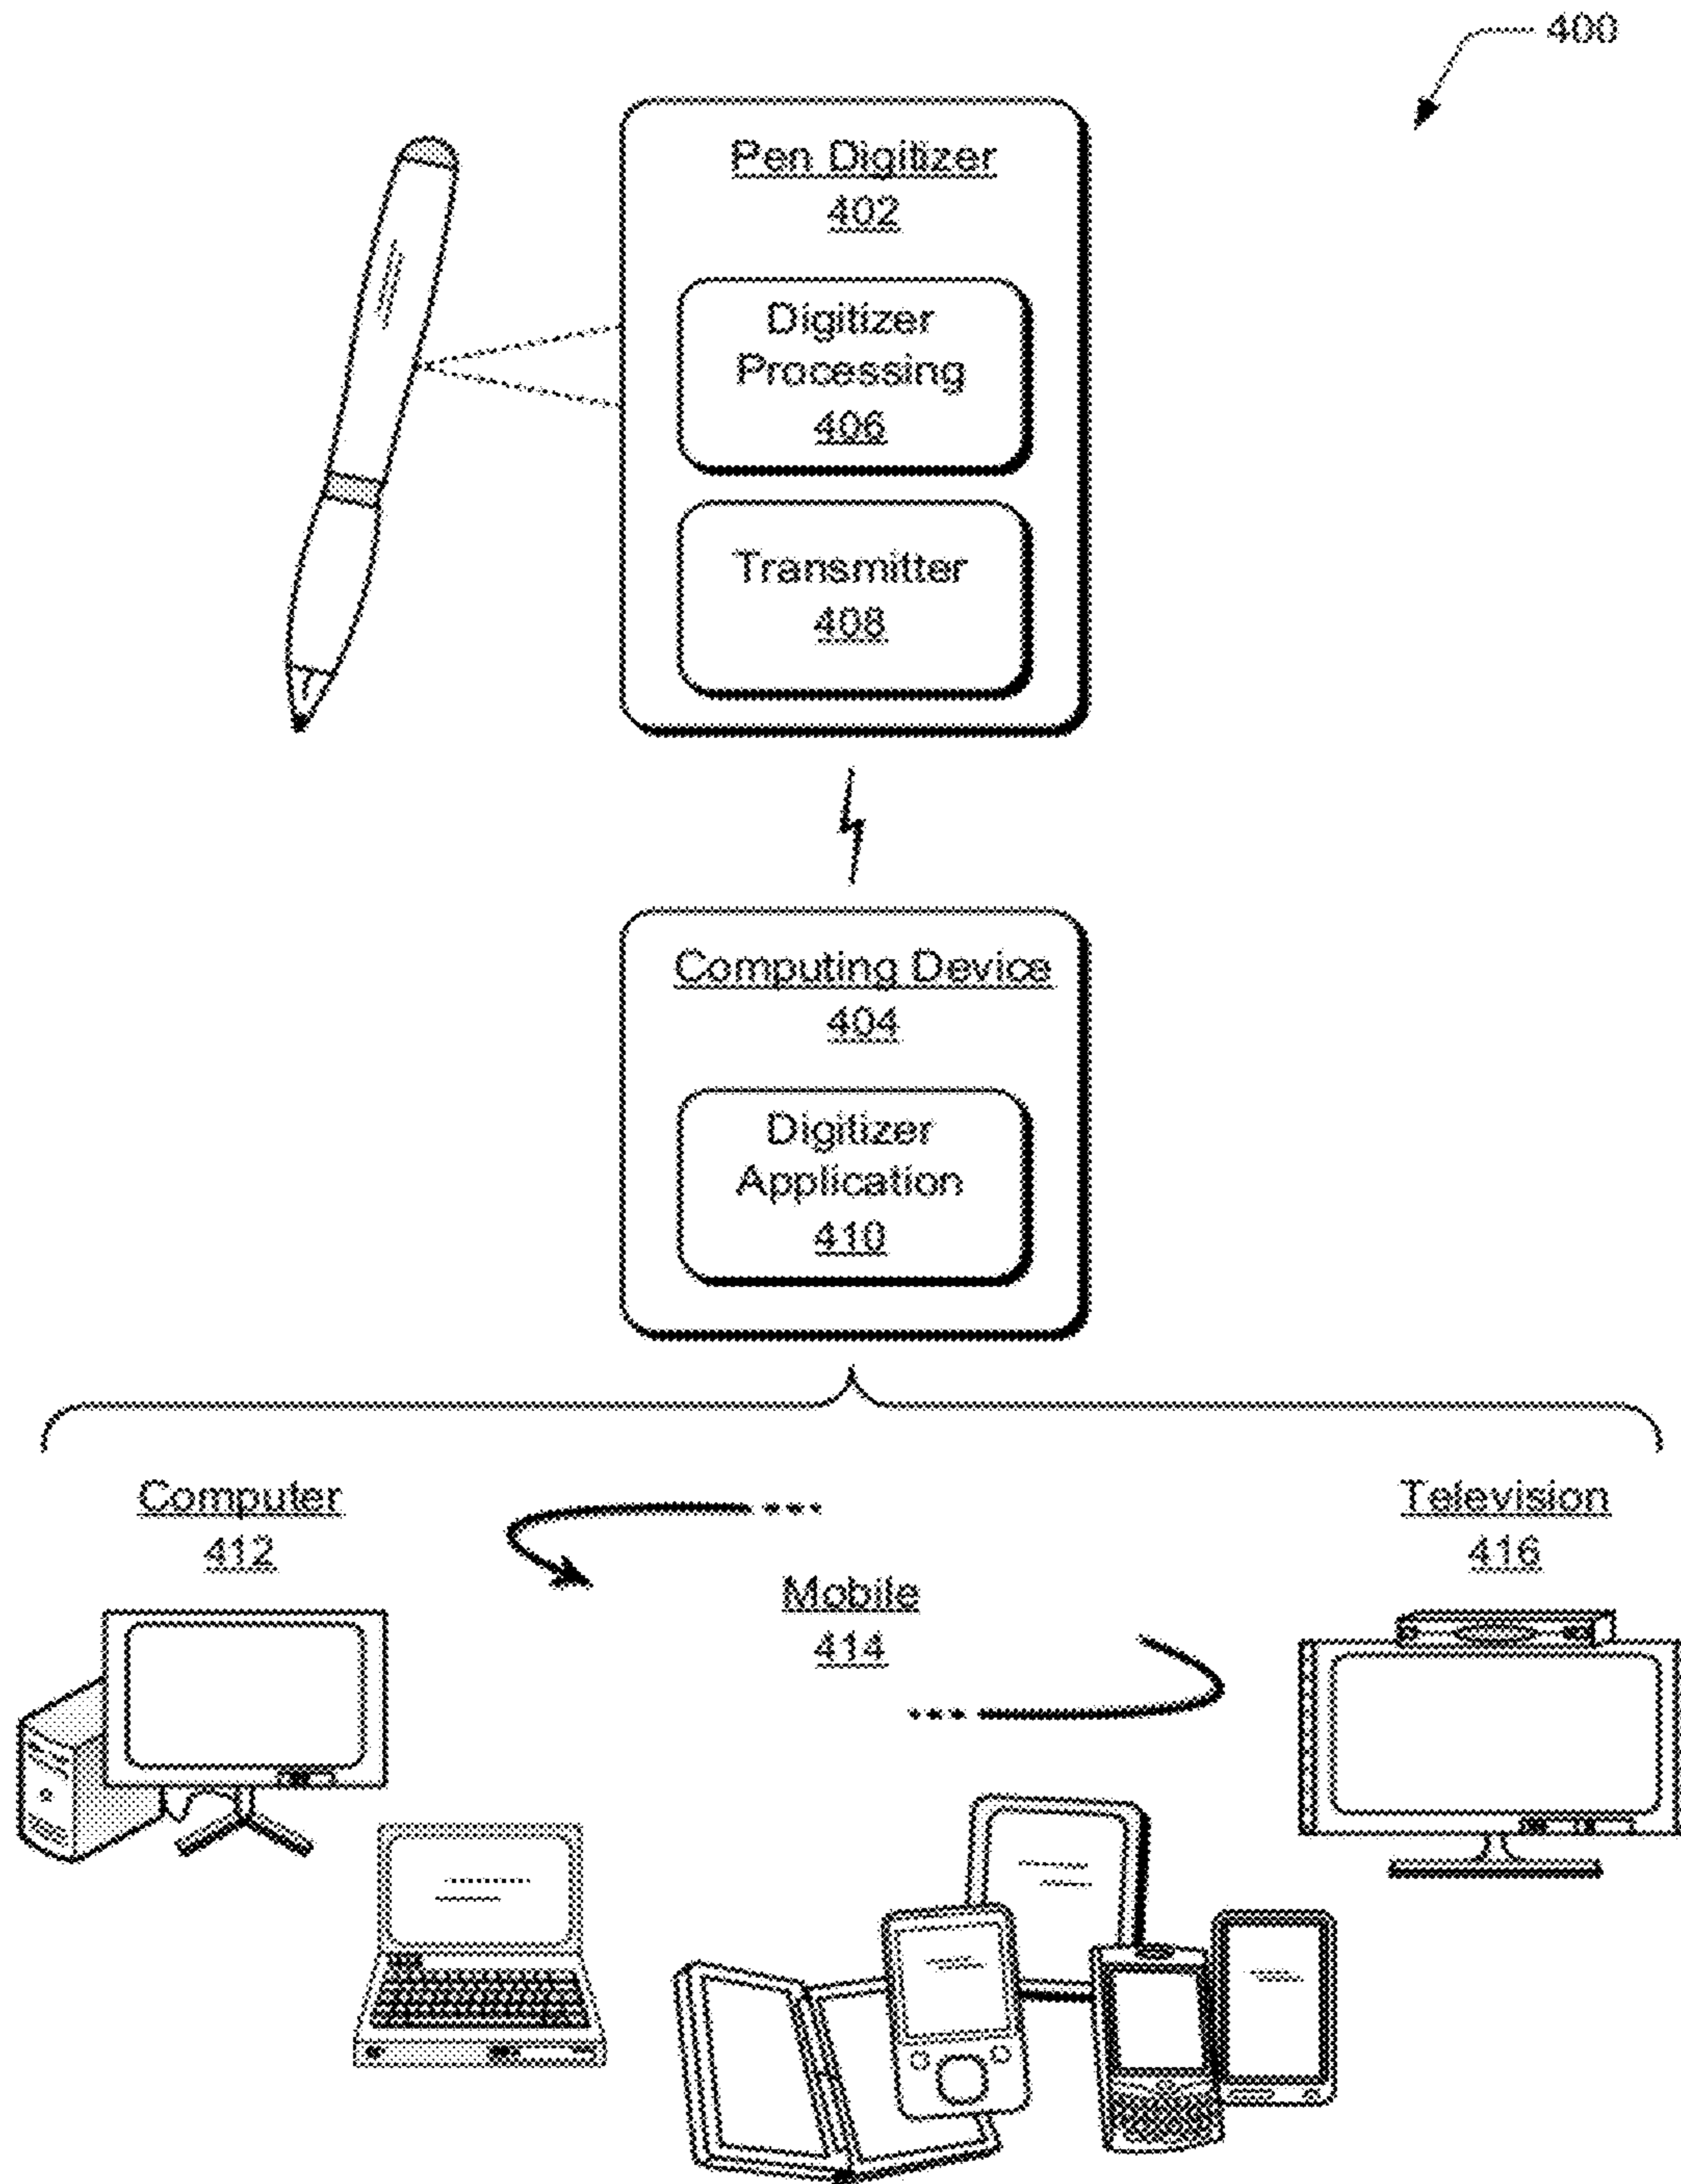 400
Pen Digitizer
402
Digitizer
Processing
406
Transmitter
408
Computing Device
404
Digitizer
Application
410
Computer
412
Mobile
414
Television
416